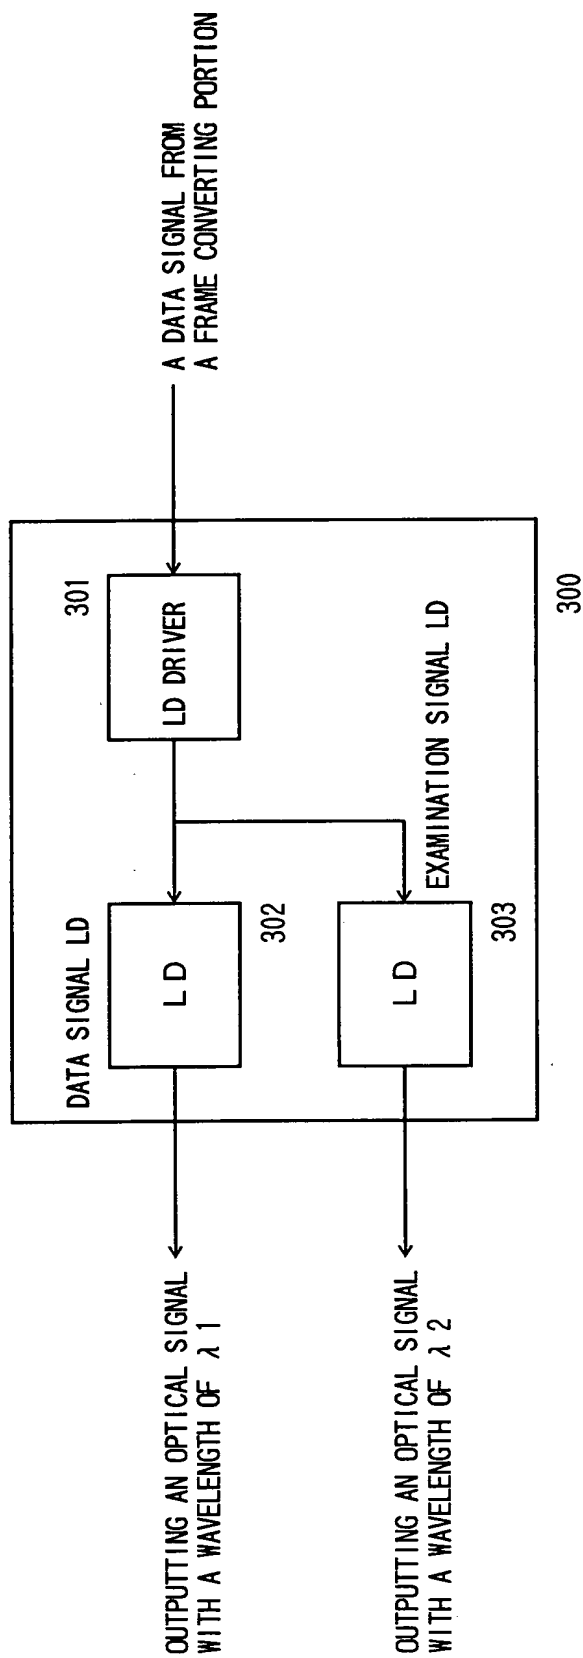 A DATA SIGNAL FROM
A FRAME CONVERTING PORTION
301
LD DRIVER
DATA SIGNAL LD
LD
302
EXAMINATION SIGNAL LD
LD
303
300
OUTPUTTING AN OPTICAL SIGNAL
WITH A WAVELENGTH OF λ1
OUTPUTTING AN OPTICAL SIGNAL
WITH A WAVELENGTH OF λ2